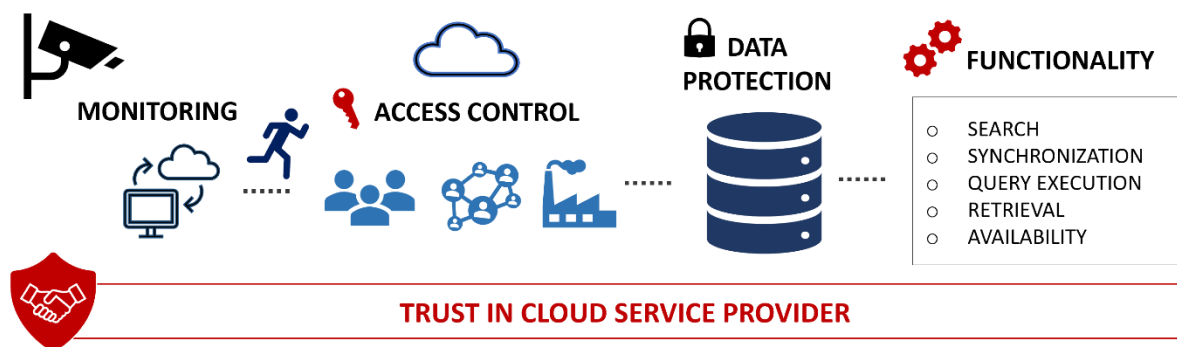 MONITORING
ACCESS CONTROL
DATA
PROTECTION
FUNCTIONALITY
SEARCH
SYNCHRONIZATION
QUERY EXECUTION
RETRIEVAL
AVAILABILITY
TRUST IN CLOUD SERVICE PROVIDER